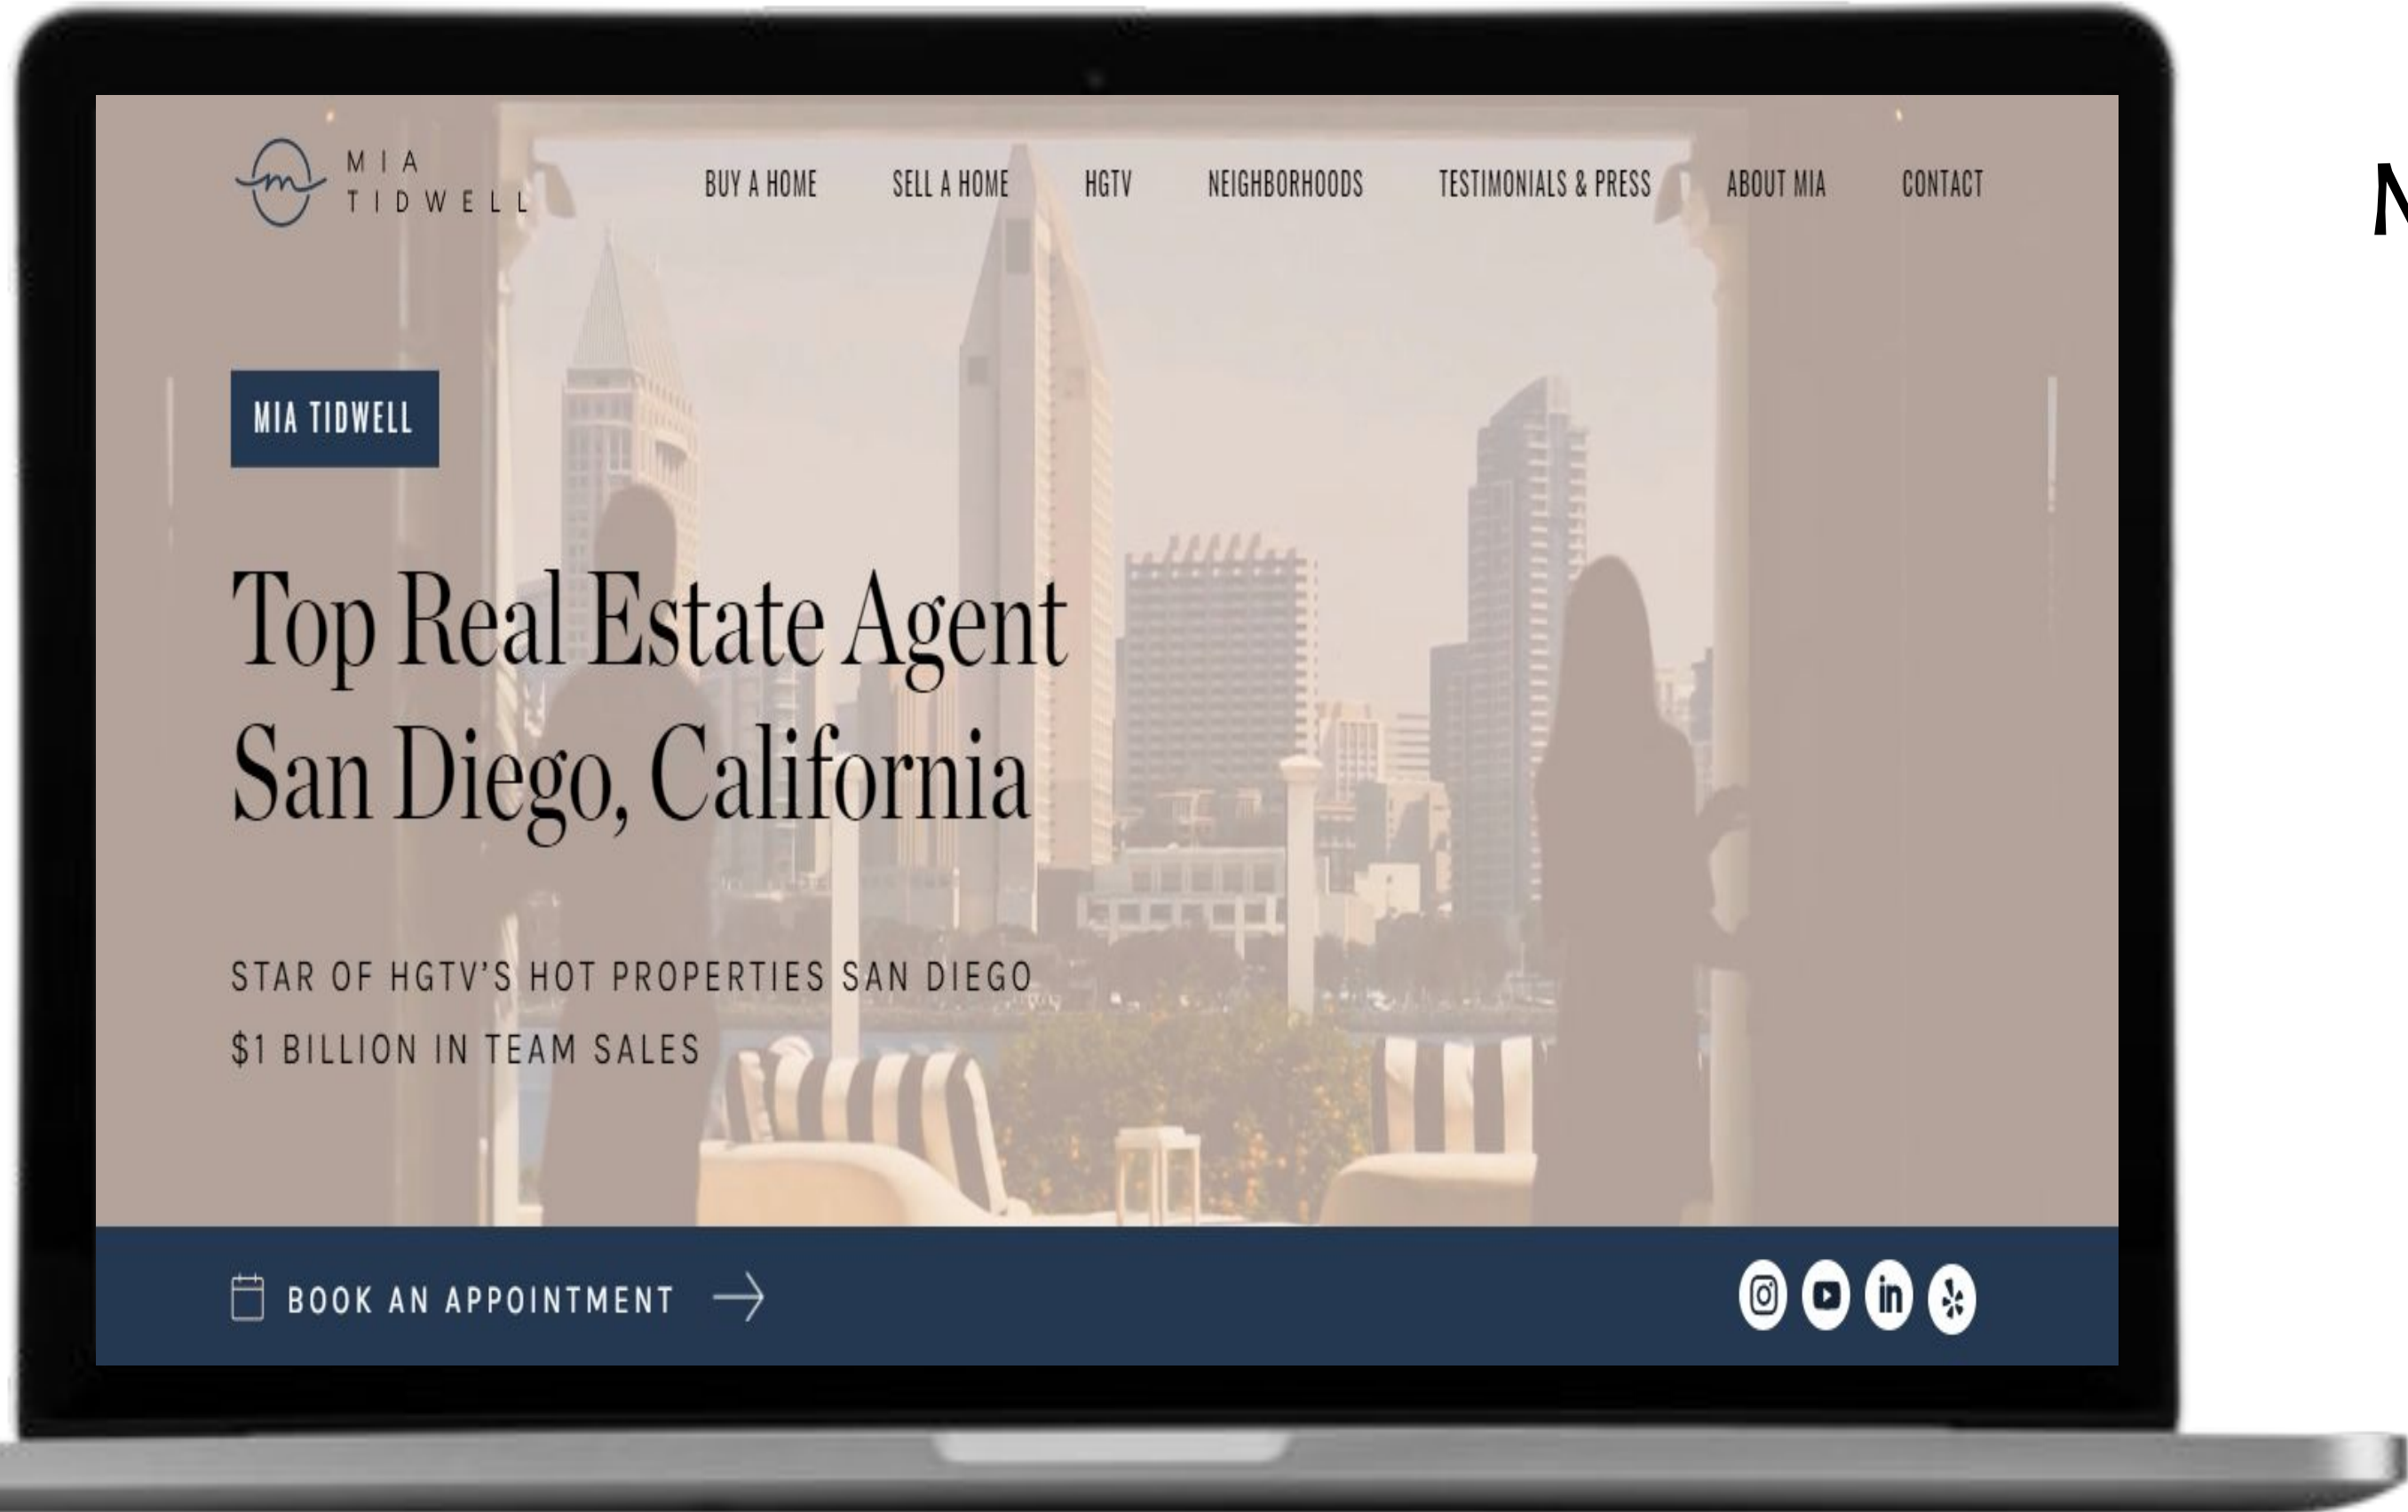 MIA
TIDWELL
BUY A HOME
SELL A HOME
HGTV
NEIGHBORHOODS
TESTIMONIALS & PRESS
ABOUT MIA
CONTACT
MIA TIDWELL
Top Real Estate Agent
San Diego, California
STAR OF HGTV’S HOT PROPERTIES SAN DIEGO
$1 BILLION IN TEAM SALES
BOOK AN APPOINTMENT